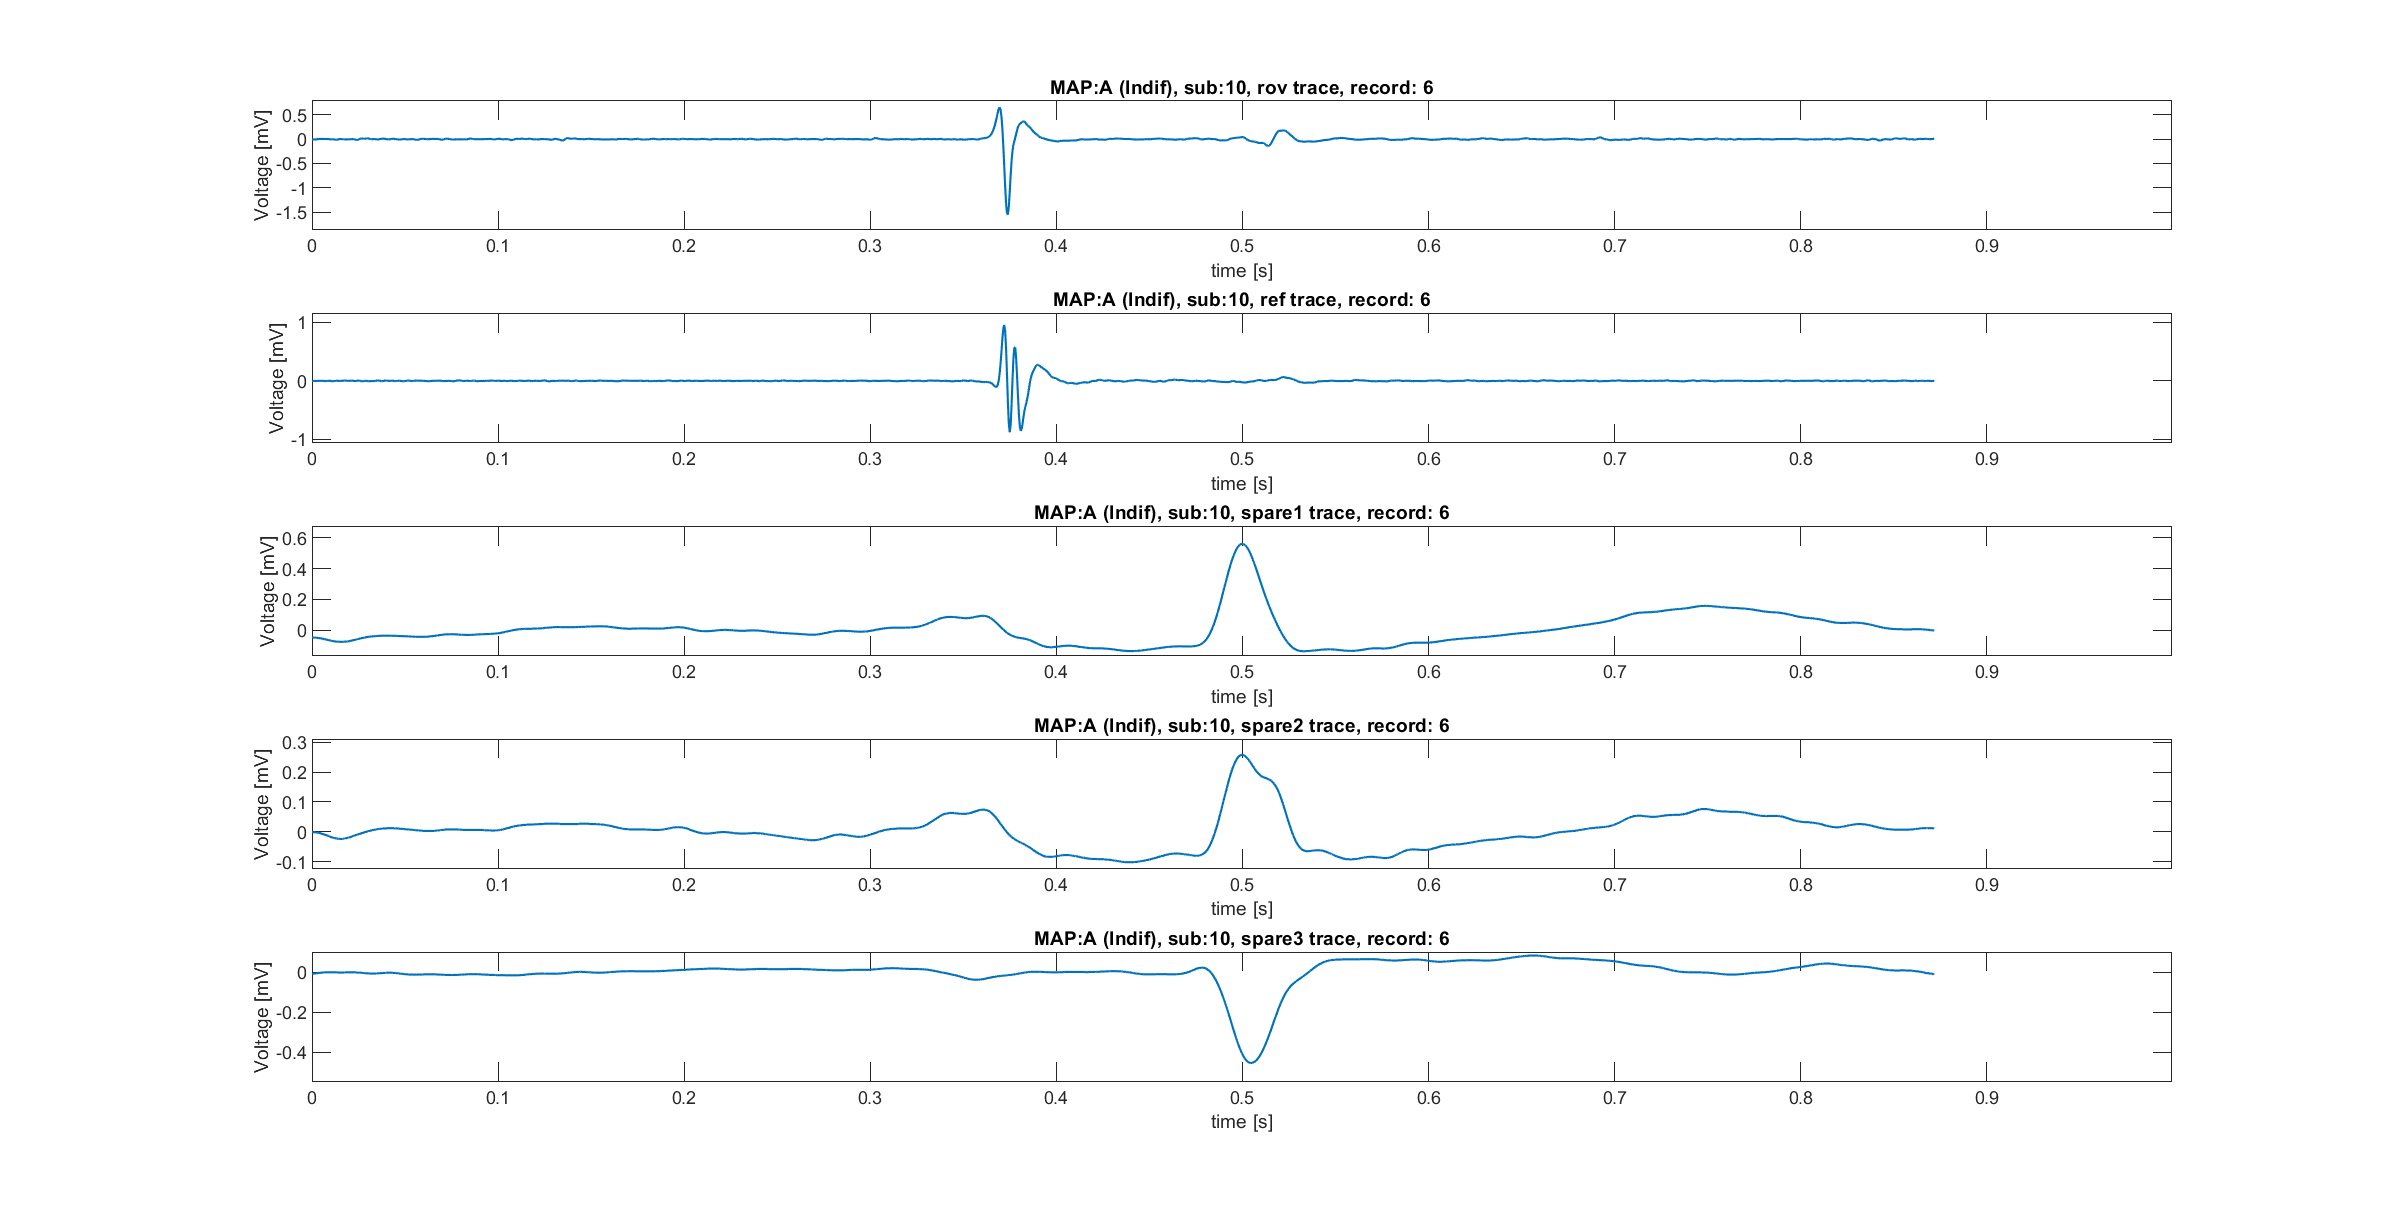 MAP:A (Indif), sub:10, rov trace, record: 6
Voltage [mV]
0.5
0
-0.5
-1
-1.5
0 0.1 0.2 0.3 0.4 0.5 0.6 0.7 0.8 0.9
time [s]
MAP:A (Indif), sub:10, ref trace, record: 6
Voltage [mV]
1
0
-1
0 0.1 0.2 0.3 0.4 0.5 0.6 0.7 0.8 0.9
time [s]
MAP:A (Indif), sub:10, spare1 trace, record: 6
Voltage [mV]
0.6
0.4
0.2
0
0 0.1 0.2 0.3 0.4 0.5 0.6 0.7 0.8 0.9
time [s]
MAP:A (Indif), sub:10, spare2 trace, record: 6
Voltage [mV]
0.3
0.2
0.1
0
-0.1
0 0.1 0.2 0.3 0.4 0.5 0.6 0.7 0.8 0.9
time [s]
MAP:A (Indif), sub:10, spare3 trace, record: 6
Voltage [mV]
0
-0.2
-0.4
0 0.1 0.2 0.3 0.4 0.5 0.6 0.7 0.8 0.9
time [s]